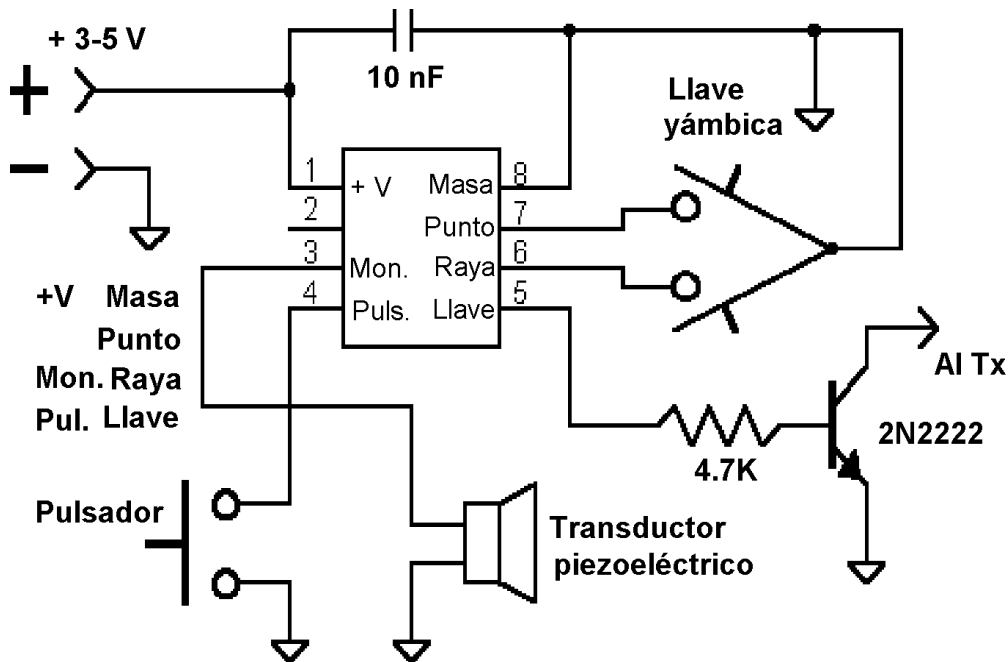 + 3-5 V
10 nF
Llave
yámbica
1
+ V
Masa
8
2
Punto
7
3
Mon.
Raya
6
4
Puls.
Llave
5
+V Masa
Punto
Mon. Raya
Pul. Llave
Al Tx
2N2222
4.7K
Pulsador
Transductor
piezoeléctrico